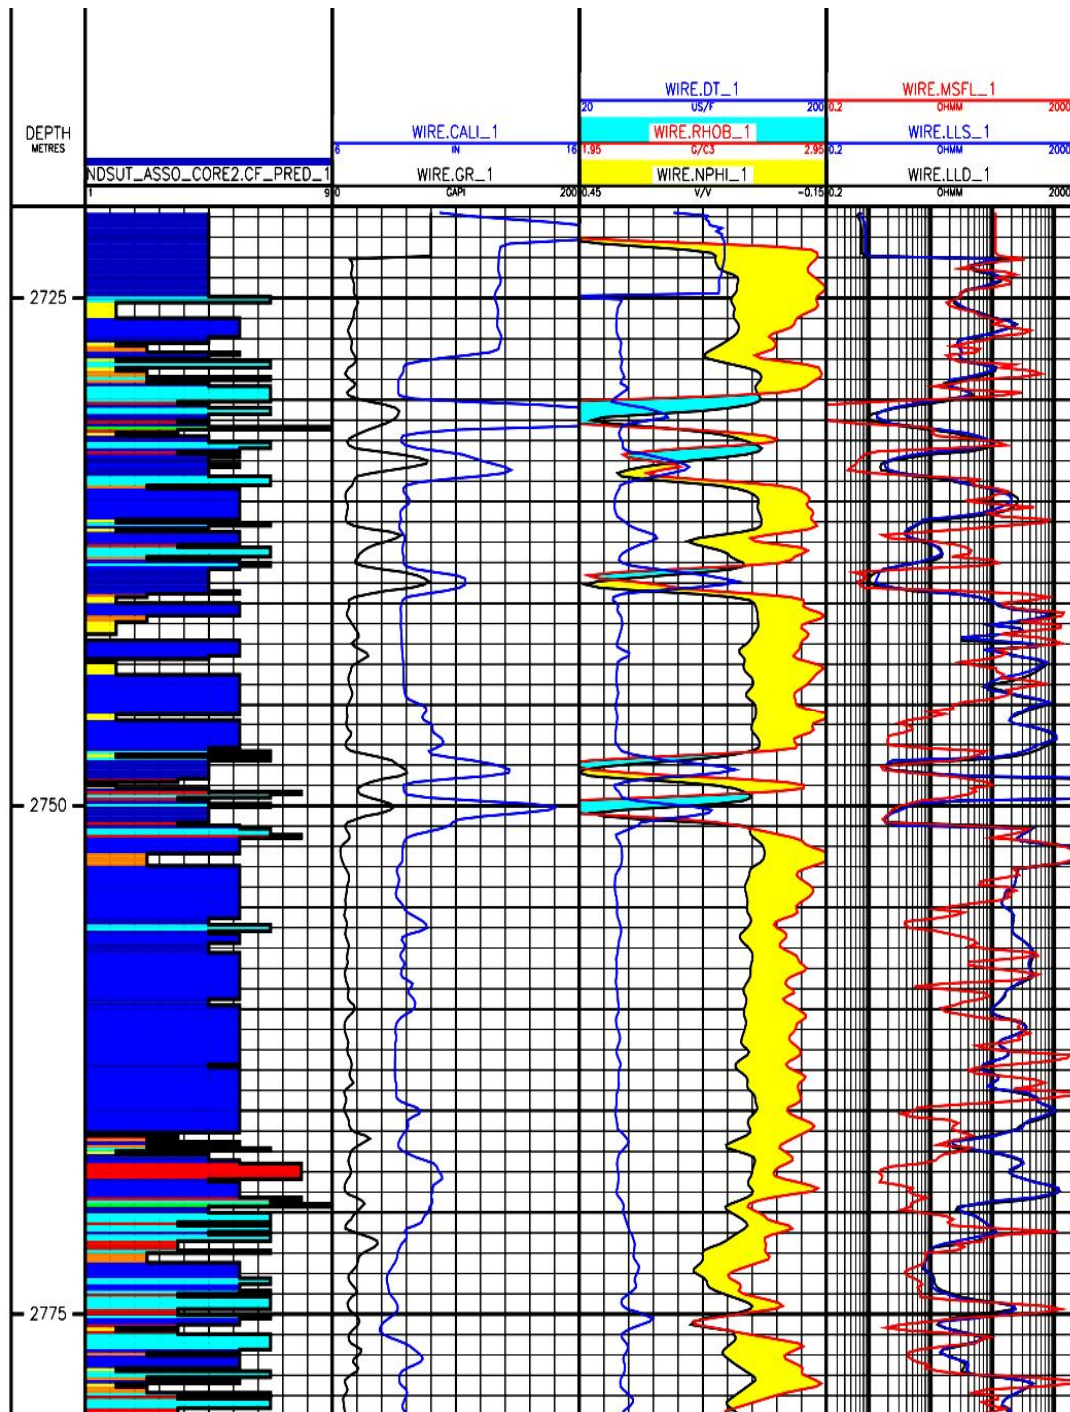 WIRE.DT_1
WIRE.MSFL_1
20 US/F 200
0.2 OHMM 2000
DEPTH
METRES
WIRE.CALI_1
WIRE.RHOB_1
WIRE.LLS_1
6 IN 16
1.95 G/C3 2.95
0.2 OHMM 2000
NDSUT_ASSO_CORE2.CF_PRED_1
WIRE.GR_1
WIRE.NPHI_1
WIRE.LLD_1
1 9
0 GAPI 200
0.45 V/V -0.15
0.2 OHMM 2000
2725
2750
2775